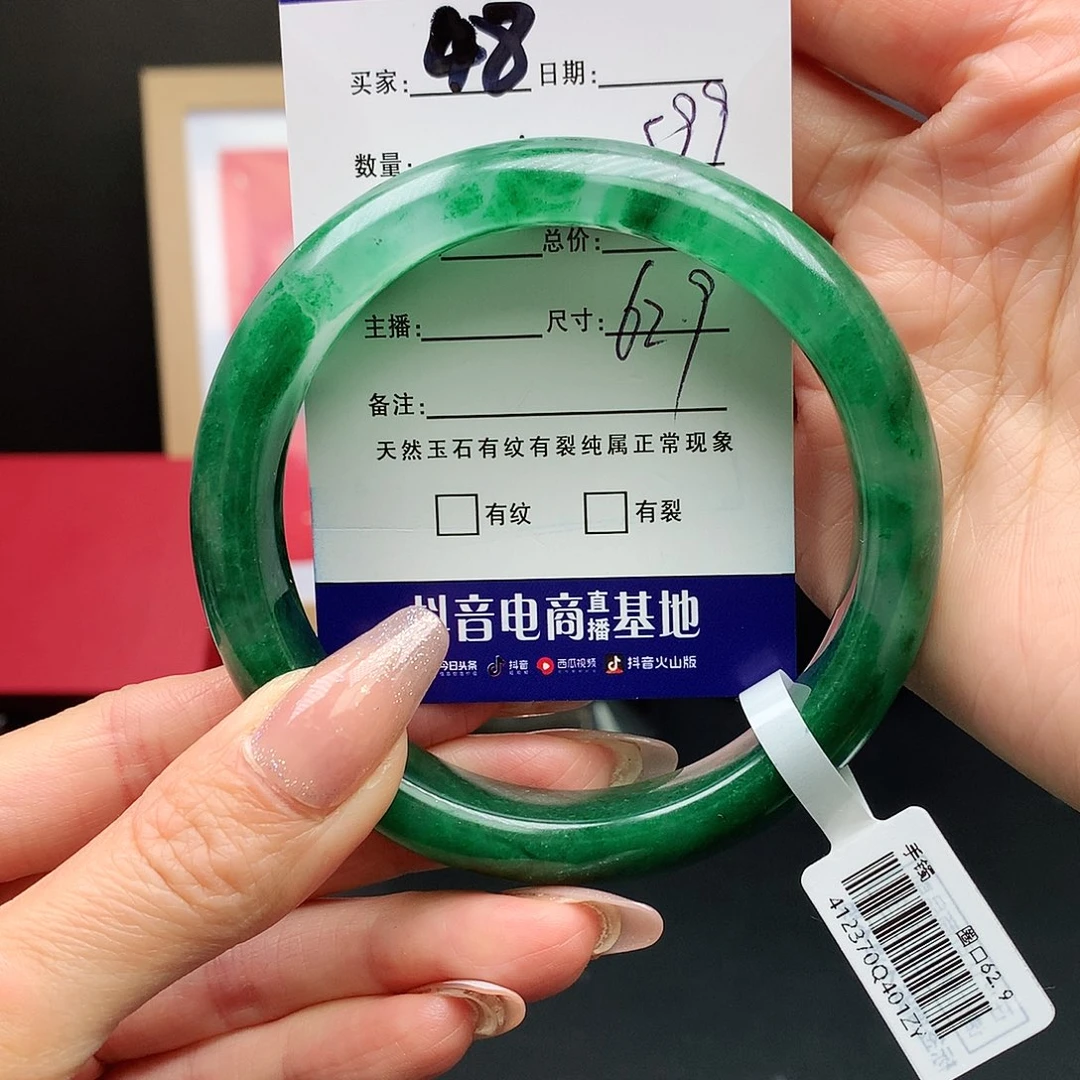 买家: 48 日期:
数量: 599
总价:
主播: 尺寸: 629
备注:
天然玉石有纹有裂纯属正常现象
有纹 有裂
抖音电商直播基地
今日头条 抖音 西瓜视频 抖音火山版
手镯
圈口62.9
412370Q401ZY